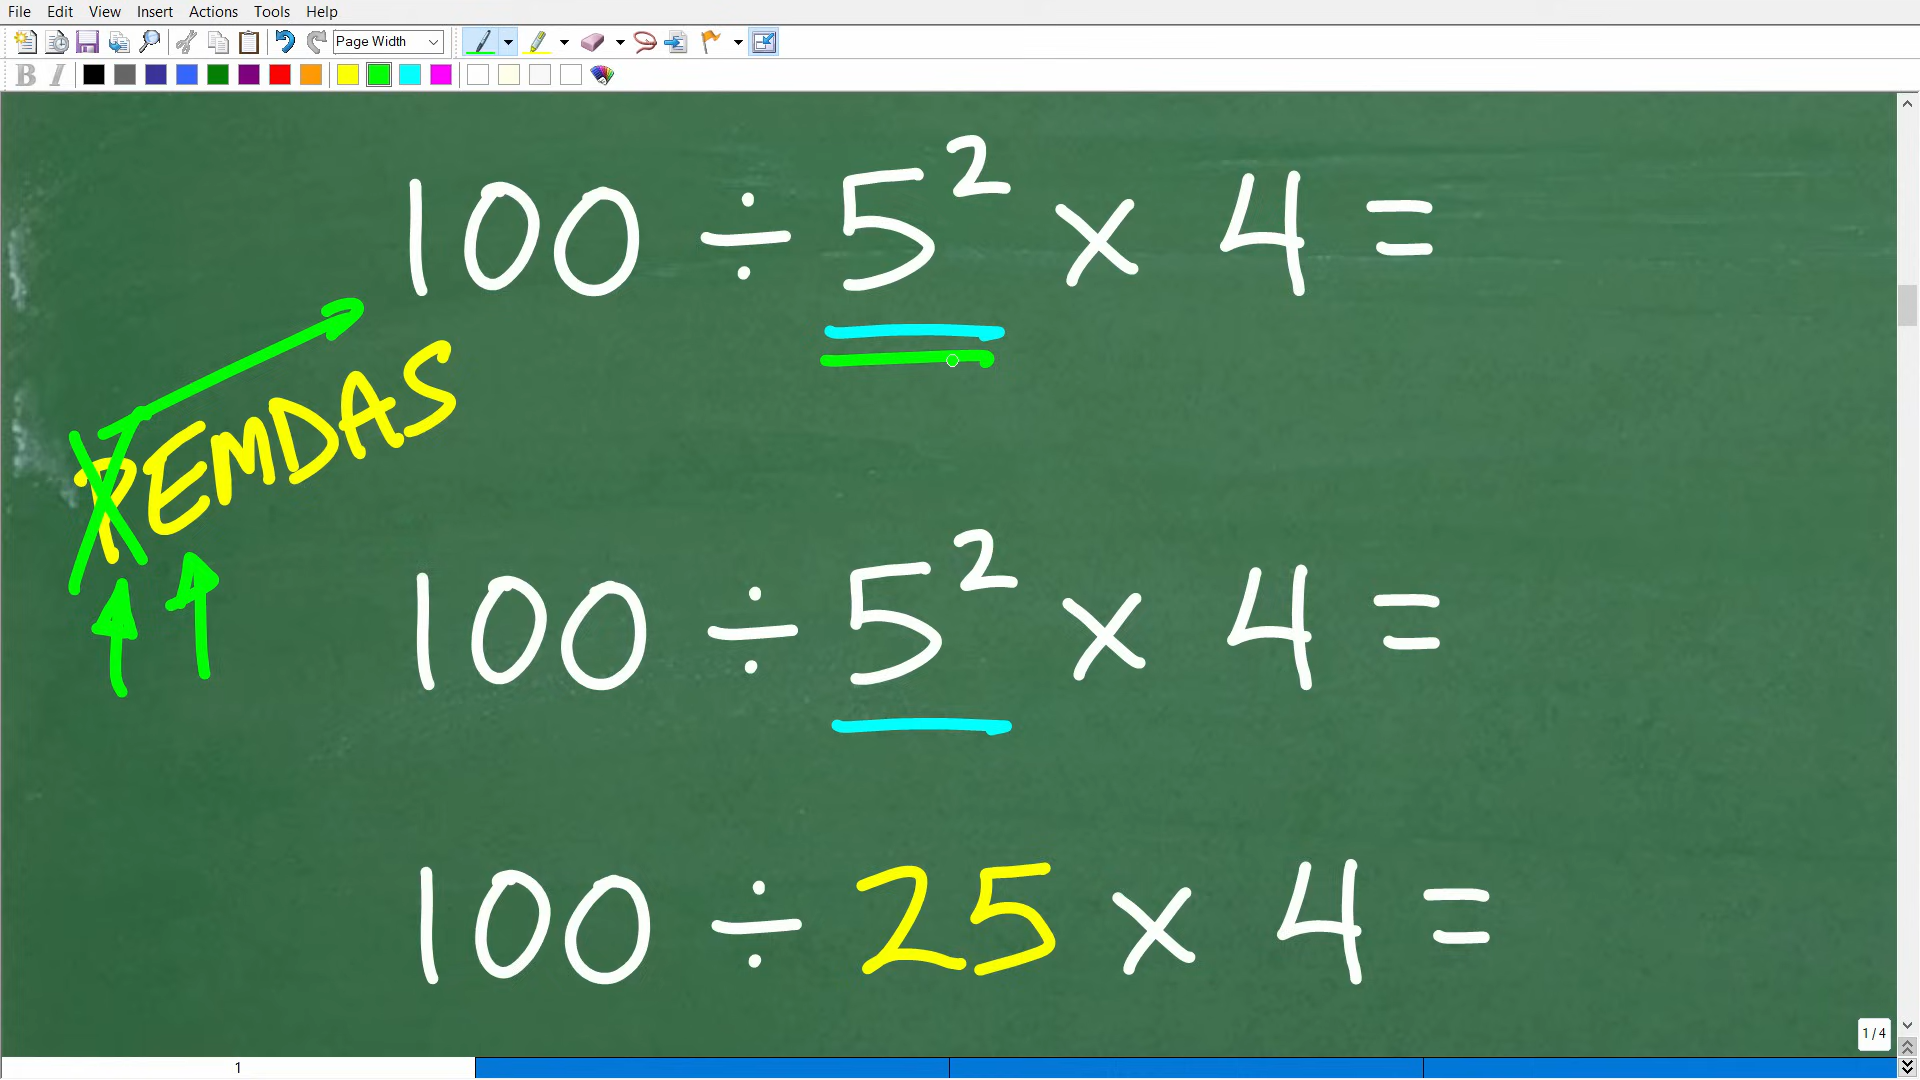 File Edit View Insert Actions Tools Help
Page Width
B I
100 ÷ 5² × 4 =
PEMDAS
100 ÷ 5² × 4 =
100 ÷ 25 × 4 =
1 / 4
1